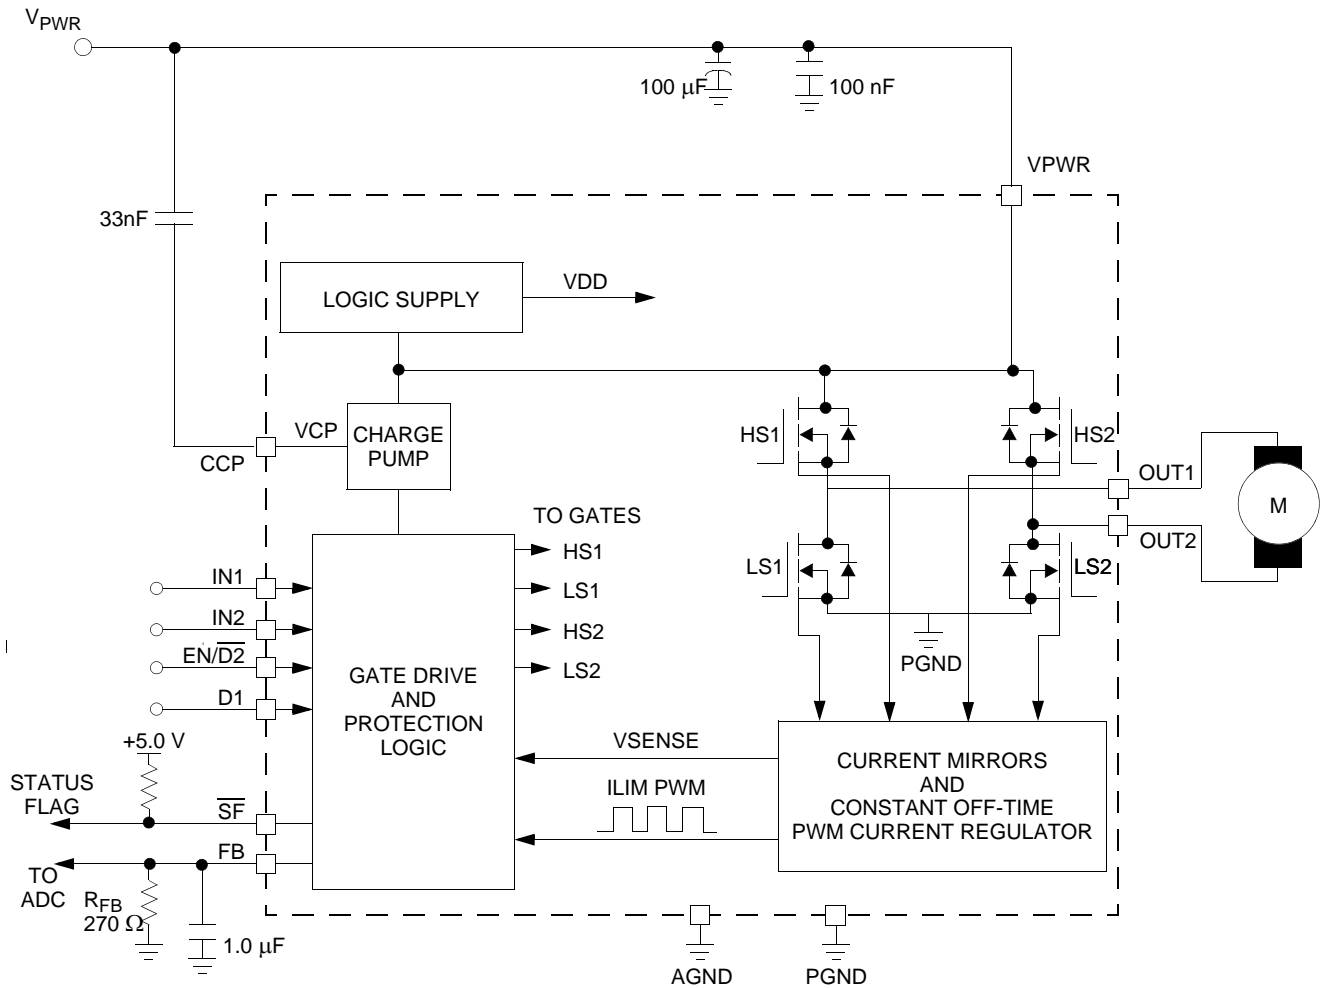 VPWR
100 µF
100 nF
VPWR
33nF
LOGIC SUPPLY
VDD
VCP
CHARGE
PUMP
CCP
HS1
HS2
OUT1
M
OUT2
TO GATES
HS1
LS1
HS2
LS2
LS1
LS2
PGND
IN1
IN2
EN/D2
D1
GATE DRIVE
AND
PROTECTION
LOGIC
+5.0 V
STATUS
FLAG
SF
FB
TO
ADC
RFB
270 Ω
1.0 µF
VSENSE
ILIM PWM
CURRENT MIRRORS
AND
CONSTANT OFF-TIME
PWM CURRENT REGULATOR
AGND
PGND